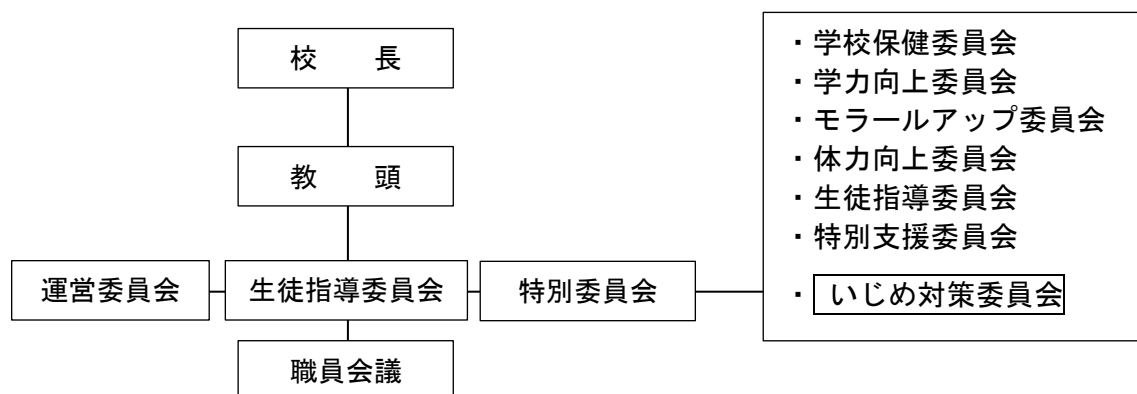 校　　長
教　　頭
運営委員会
生徒指導委員会
特別委員会
職員会議
・学校保健委員会
・学力向上委員会
・モラールアップ委員会
・体力向上委員会
・生徒指導委員会
・特別支援委員会
・いじめ対策委員会